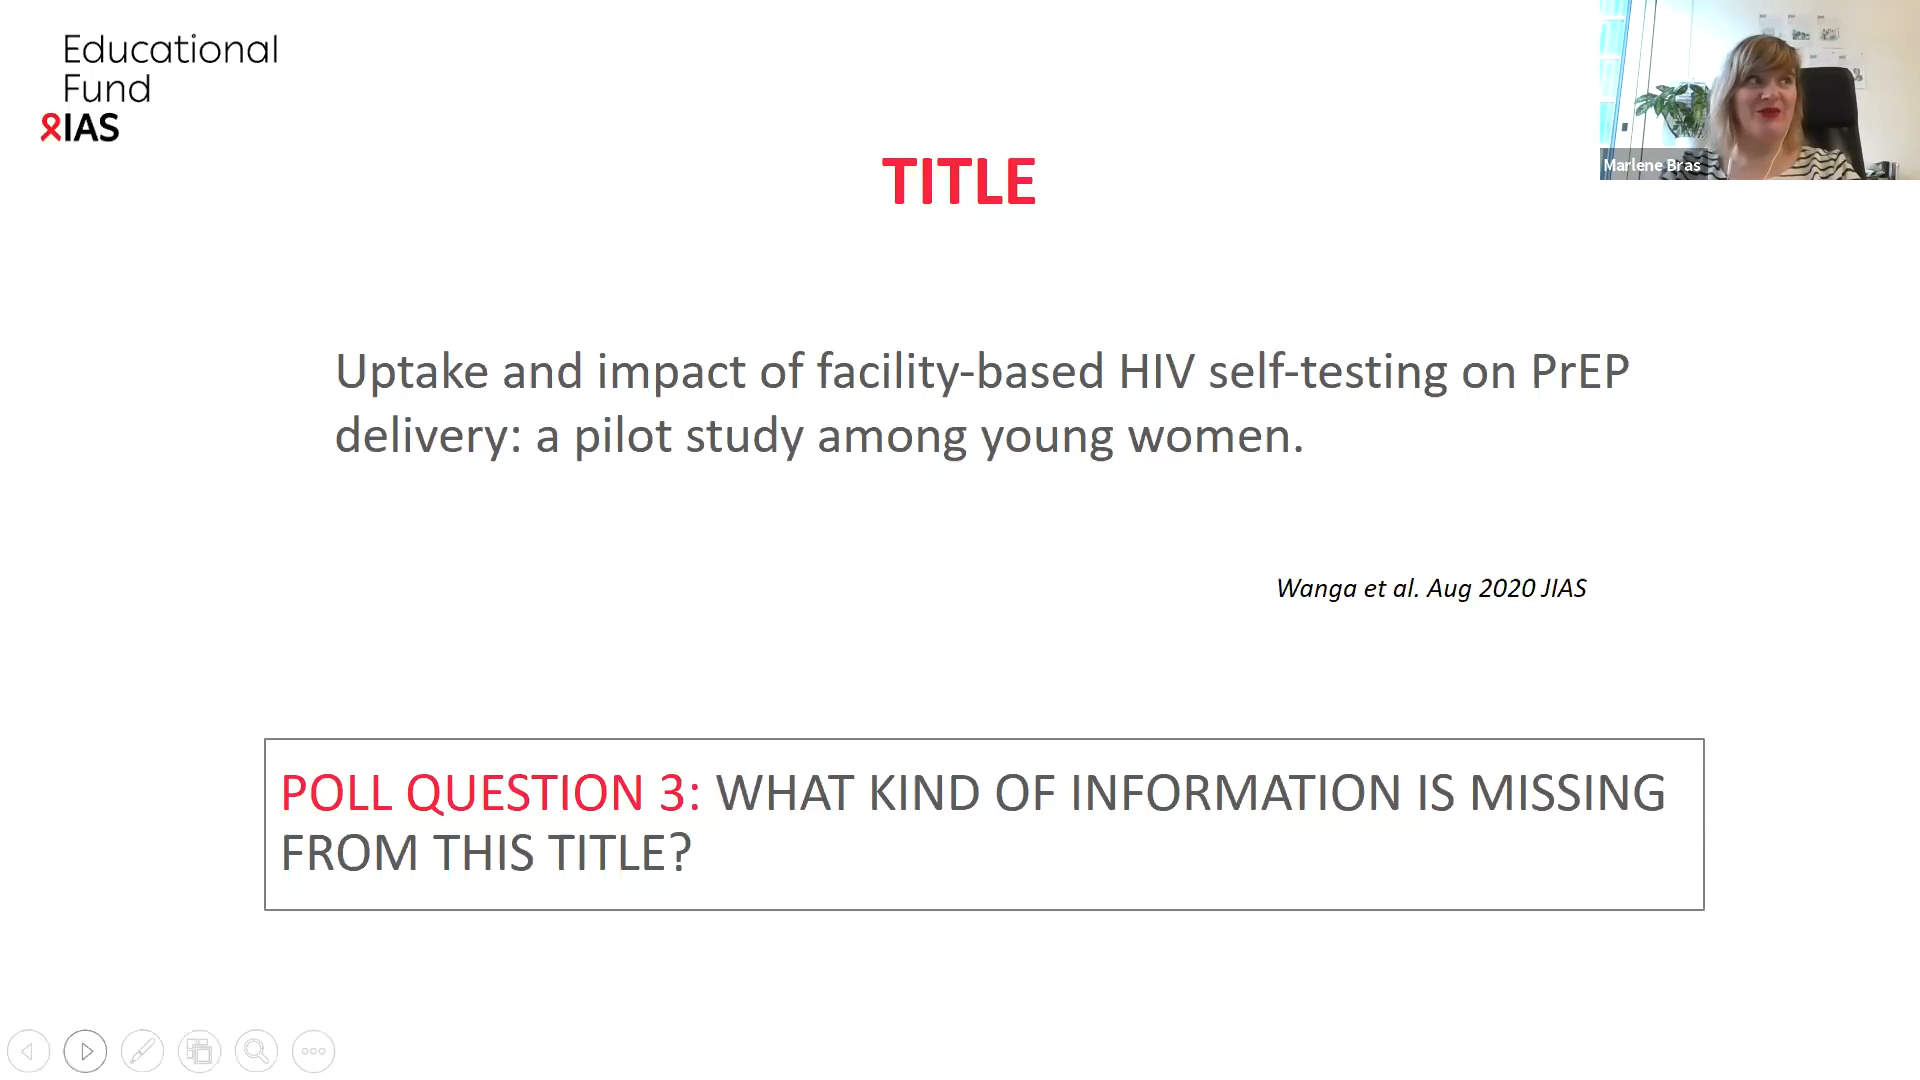 Educational
Fund
IAS
Marlene Bras
TITLE
Uptake and impact of facility-based HIV self-testing on PrEP
delivery: a pilot study among young women.
Wanga et al. Aug 2020 JIAS
POLL QUESTION 3: WHAT KIND OF INFORMATION IS MISSING
FROM THIS TITLE?